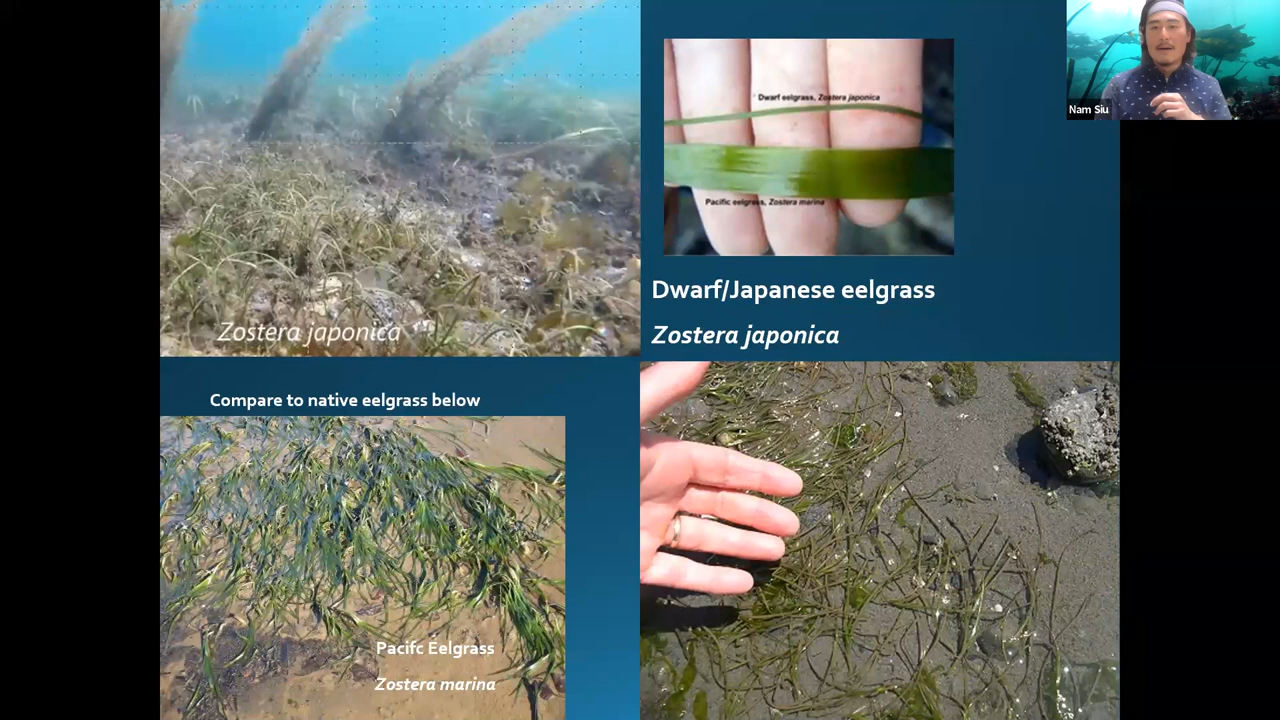 Zostera japonica
Dwarf eelgrass, Zostera japonica
Pacific eelgrass, Zostera marina
Dwarf/Japanese eelgrass
Zostera japonica
Compare to native eelgrass below
Pacifc Eelgrass
Zostera marina
Nam Siu